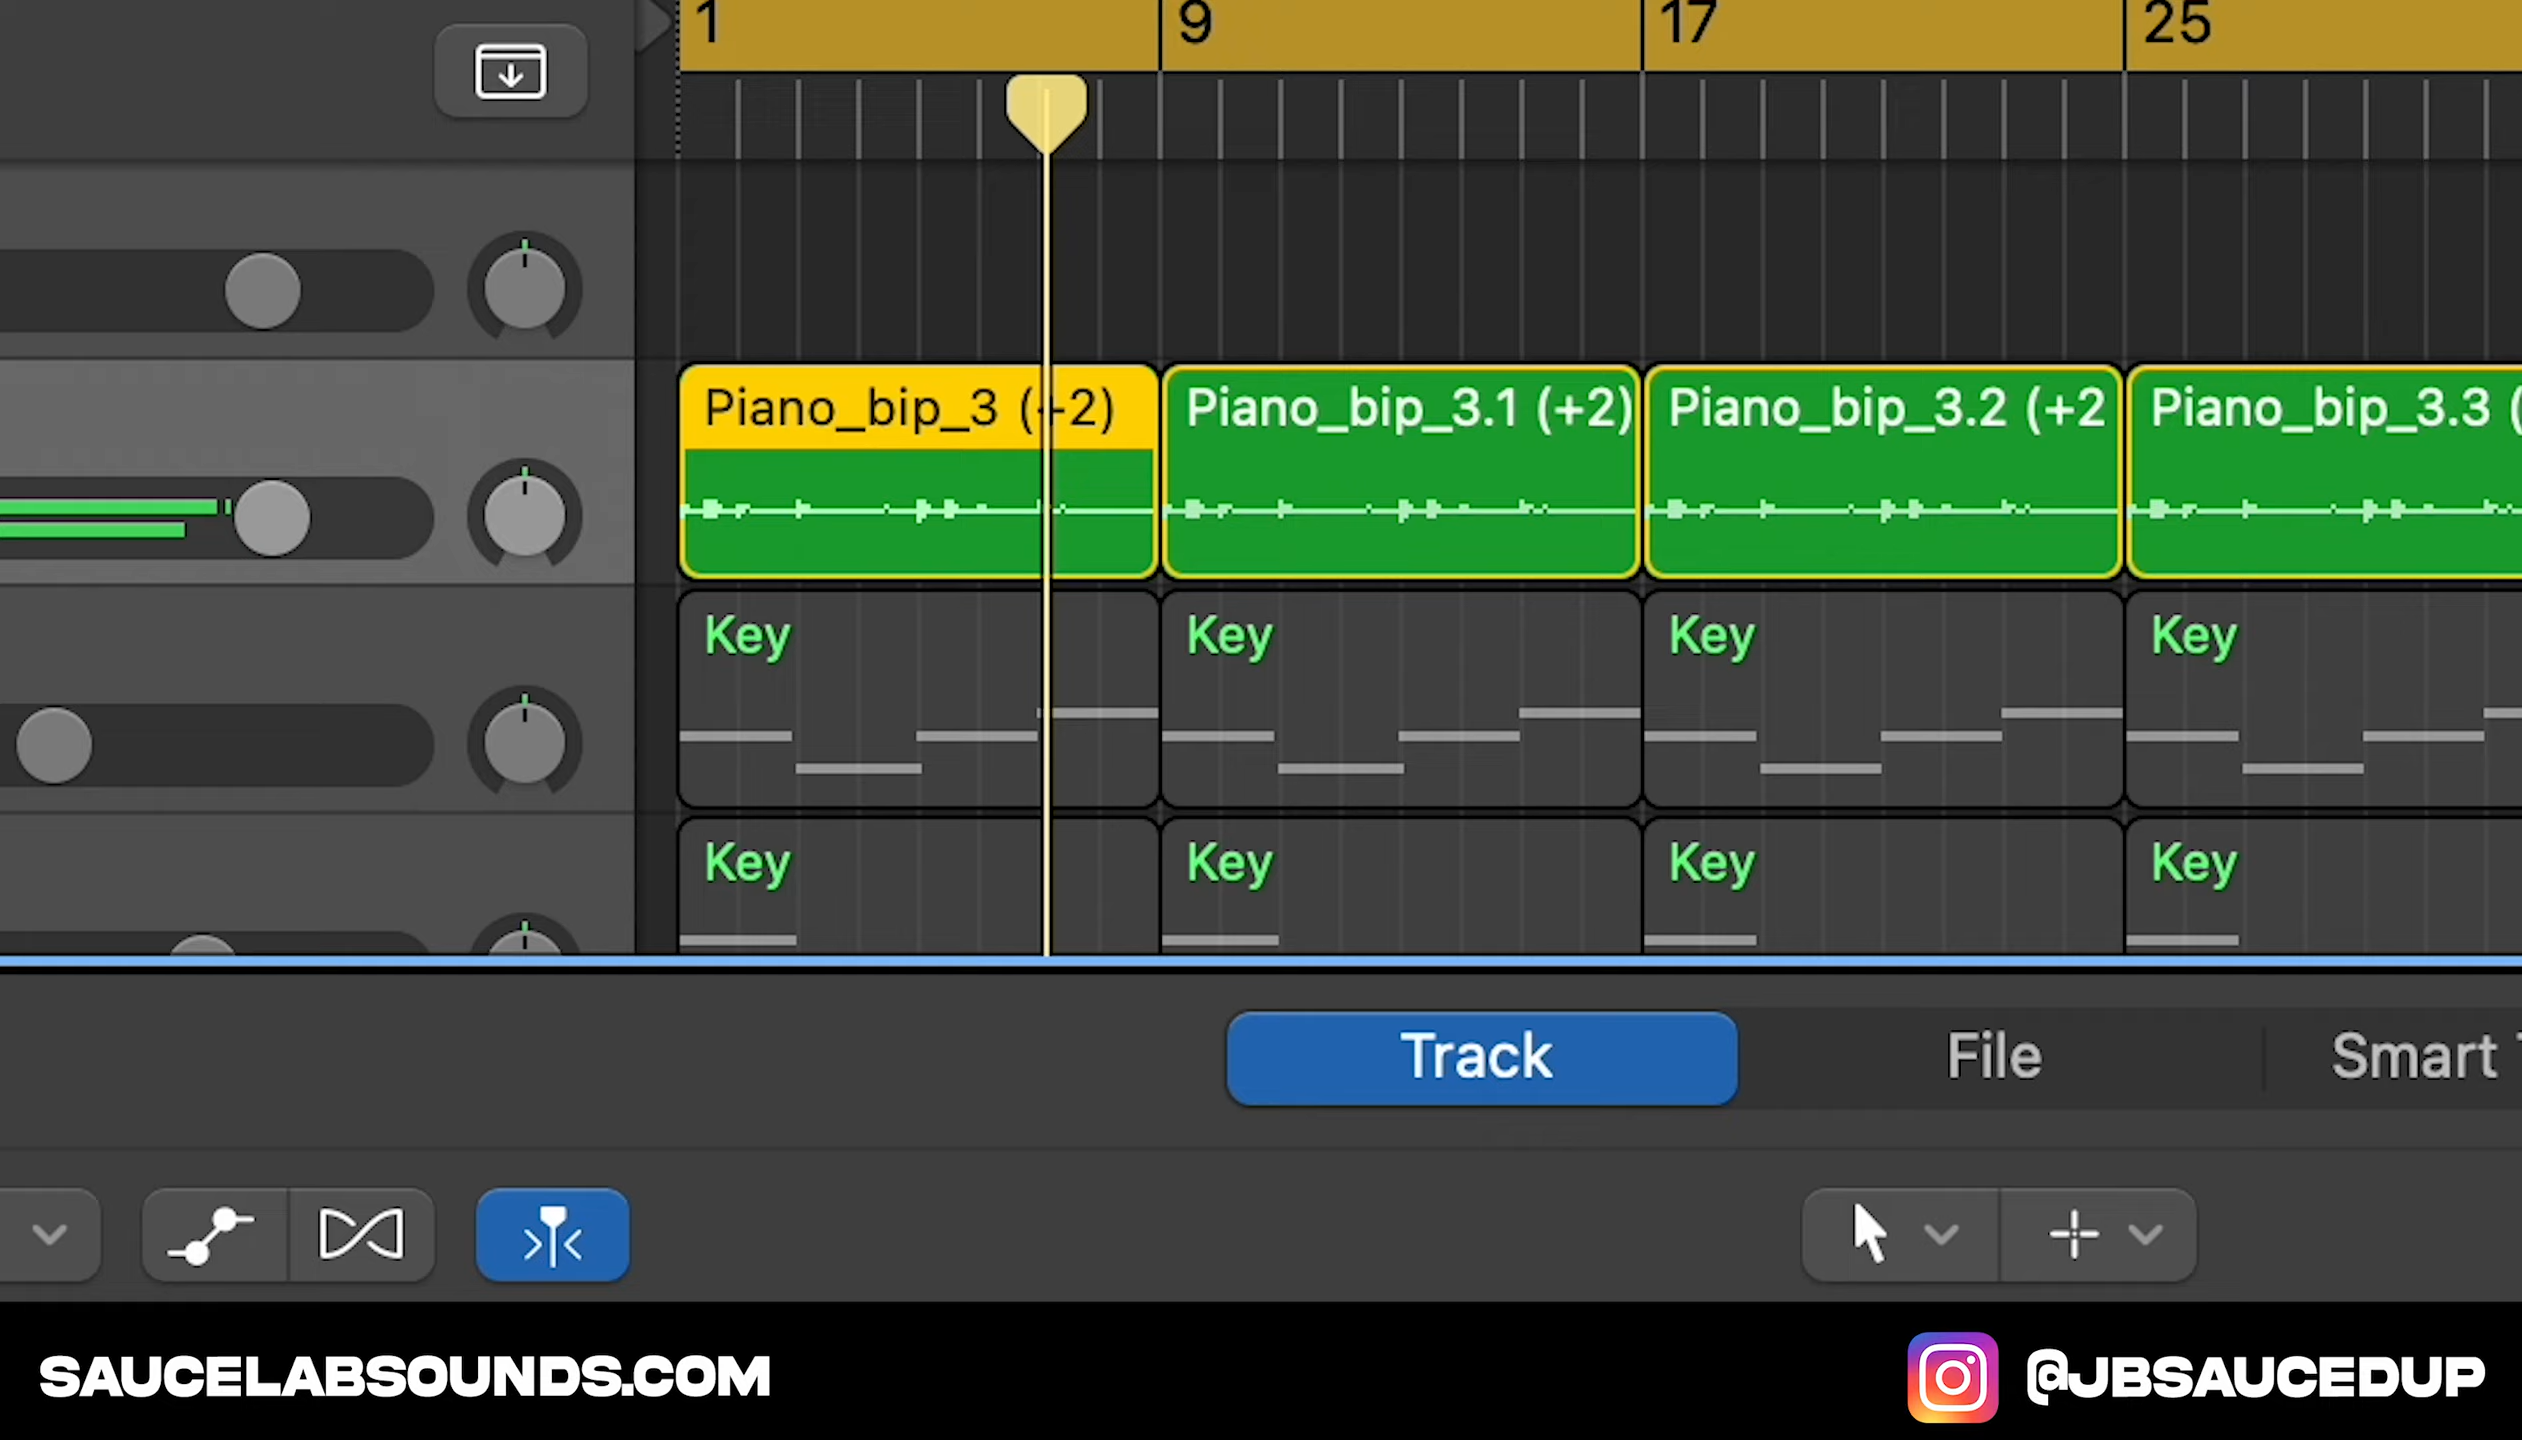 1 9 17 25
Piano_bip_3 (+2) Piano_bip_3.1 (+2) Piano_bip_3.2 (+2 Piano_bip_3.3 (
Key Key Key Key
Key Key Key Key
Track File Smart
SAUCELABSOUNDS.COM @JBSAUCEDUP